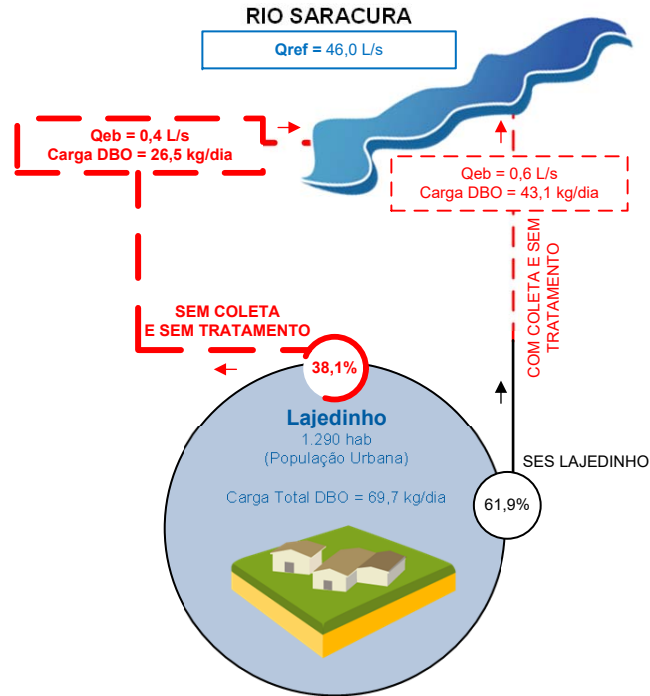 RIO SARACURA
Qref = 46,0 L/s
Qeb = 0,4 L/s
Carga DBO = 26,5 kg/dia
Qeb = 0,6 L/s
Carga DBO = 43,1 kg/dia
SEM COLETA
E SEM TRATAMENTO
COM COLETA E SEM
TRATAMENTO
38,1%
Lajedinho
1.290 hab
(População Urbana)
Carga Total DBO = 69,7 kg/dia
SES LAJEDINHO
61,9%